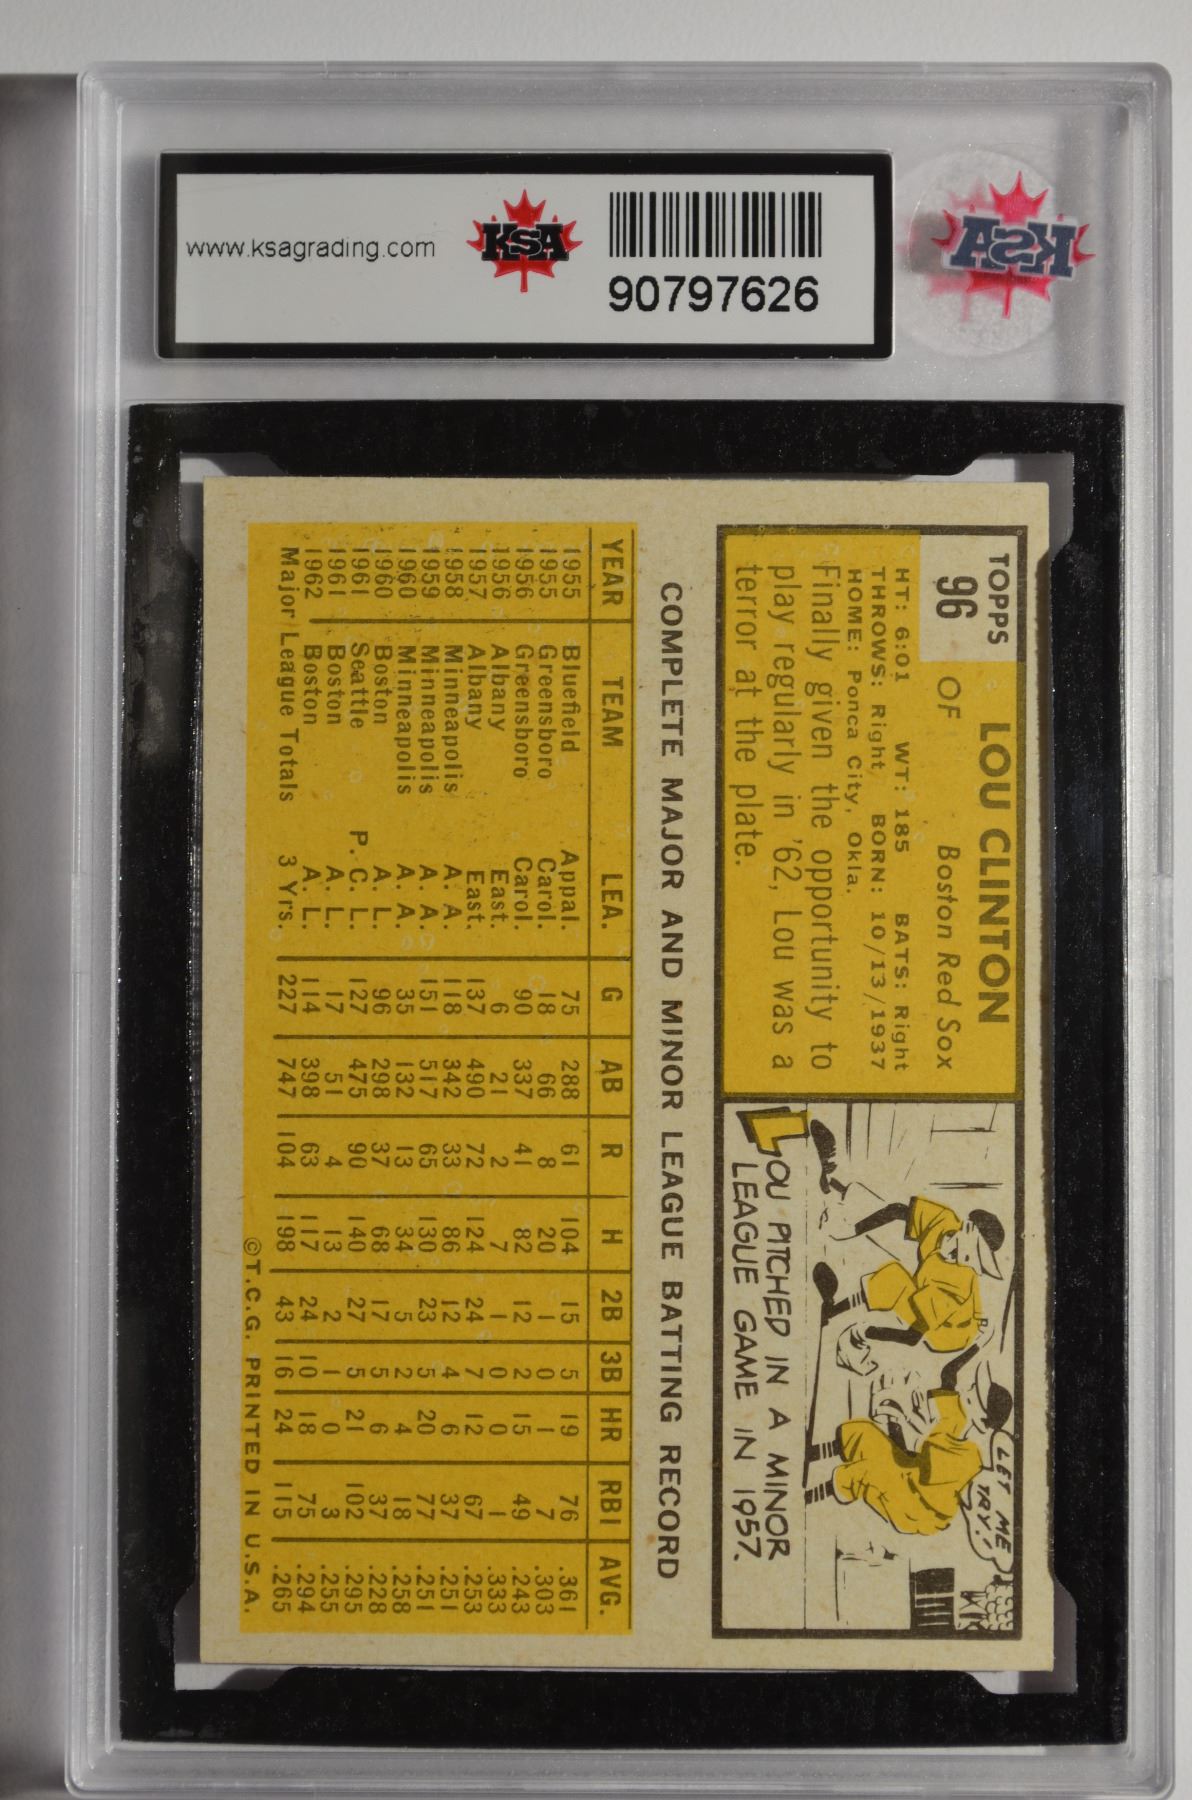 www.ksagrading.com
KSA
90797626
KSA
TOPPS
96
LOU CLINTON
OF Boston Red Sox
HT: 6:01 WT: 185 BATS: Right
THROWS: Right BORN: 10/13/1937
HOME: Ponca City, Okla.
Finally given the opportunity to
play regularly in '62, Lou was a
terror at the plate.
LET ME
TRY!
LOU PITCHED IN A MINOR
LEAGUE GAME IN 1957.
COMPLETE MAJOR AND MINOR LEAGUE BATTING RECORD
YEAR TEAM LEA. G AB R H 2B 3B HR RBI AVG.
1955 Bluefield Appal. 75 288 61 104 15 5 19 76 .361
1955 Greensboro Carol. 18 66 8 20 1 0 1 7 .303
1956 Greensboro Carol. 90 337 41 82 12 2 15 49 .243
1956 Albany East. 6 21 2 7 1 0 0 1 .333
1957 Albany East. 137 490 72 124 24 7 12 67 .253
1958 Minneapolis A. A. 118 342 33 86 12 4 6 37 .251
1959 Minneapolis A. A. 151 517 65 130 23 5 20 77 .251
1960 Minneapolis A. A. 35 132 13 34 5 2 4 18 .258
1960 Boston A. L. 96 298 37 68 17 5 6 37 .228
1961 Seattle P. C. L. 127 475 90 140 27 5 21 102 .295
1961 Boston A. L. 17 51 4 13 2 1 0 3 .255
1962 Boston A. L. 114 398 63 117 24 10 18 75 .294
Major League Totals 3 Yrs. 227 747 104 198 43 16 24 115 .265
©T.C.G. PRINTED IN U.S.A.